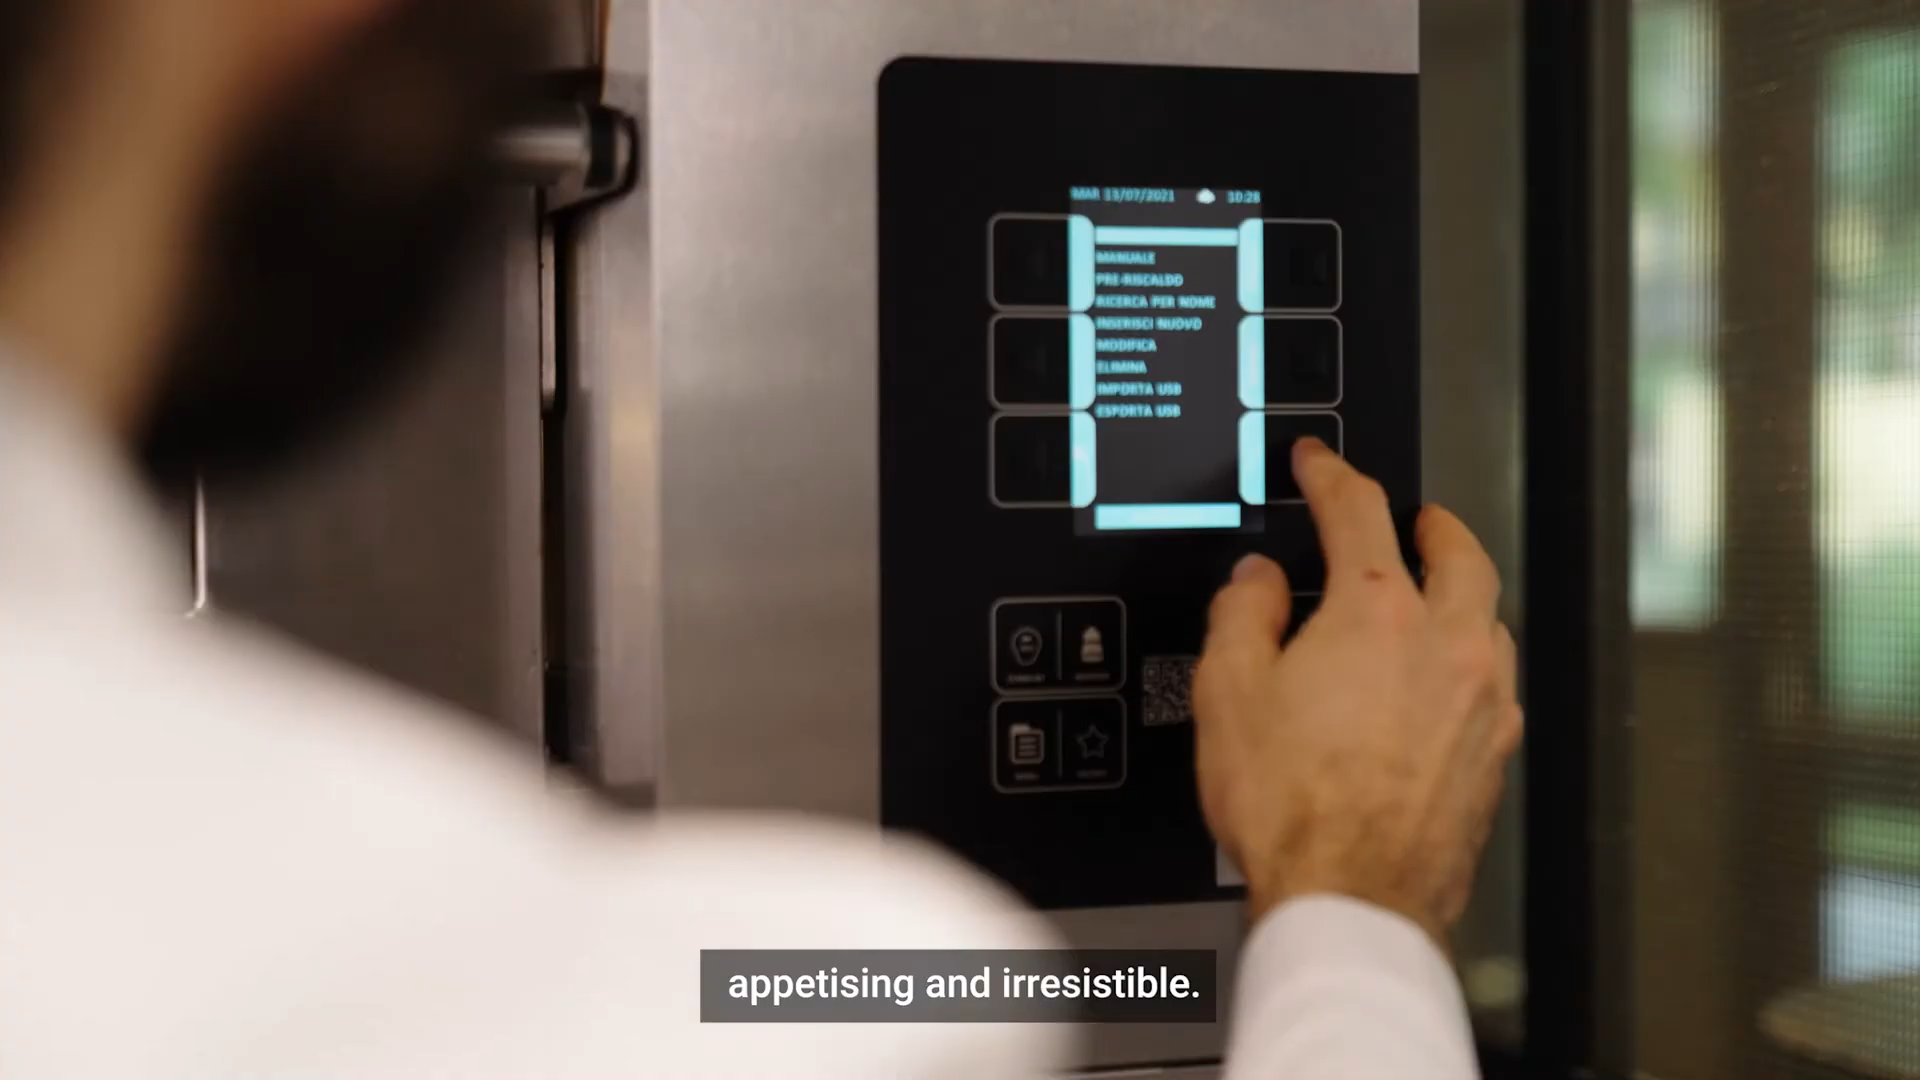 MAR 13/07/2021 10:28
MANUALE
PRE-RISCALDO
RICERCA PER NOME
INSERISCI NUOVO
MODIFICA
ELIMINA
IMPORTA USB
ESPORTA USB
appetising and irresistible.